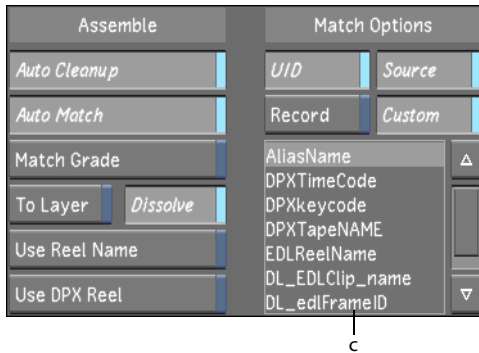 Assemble
Auto Cleanup
Auto Match
Match Grade
To Layer Dissolve
Use Reel Name
Use DPX Reel
Match Options
UID Source
Record Custom
AliasName
DPXTimeCode
DPXkeycode
DPXTapeNAME
EDLReelName
DL_EDLClip_name
DL_edlFrameID
c